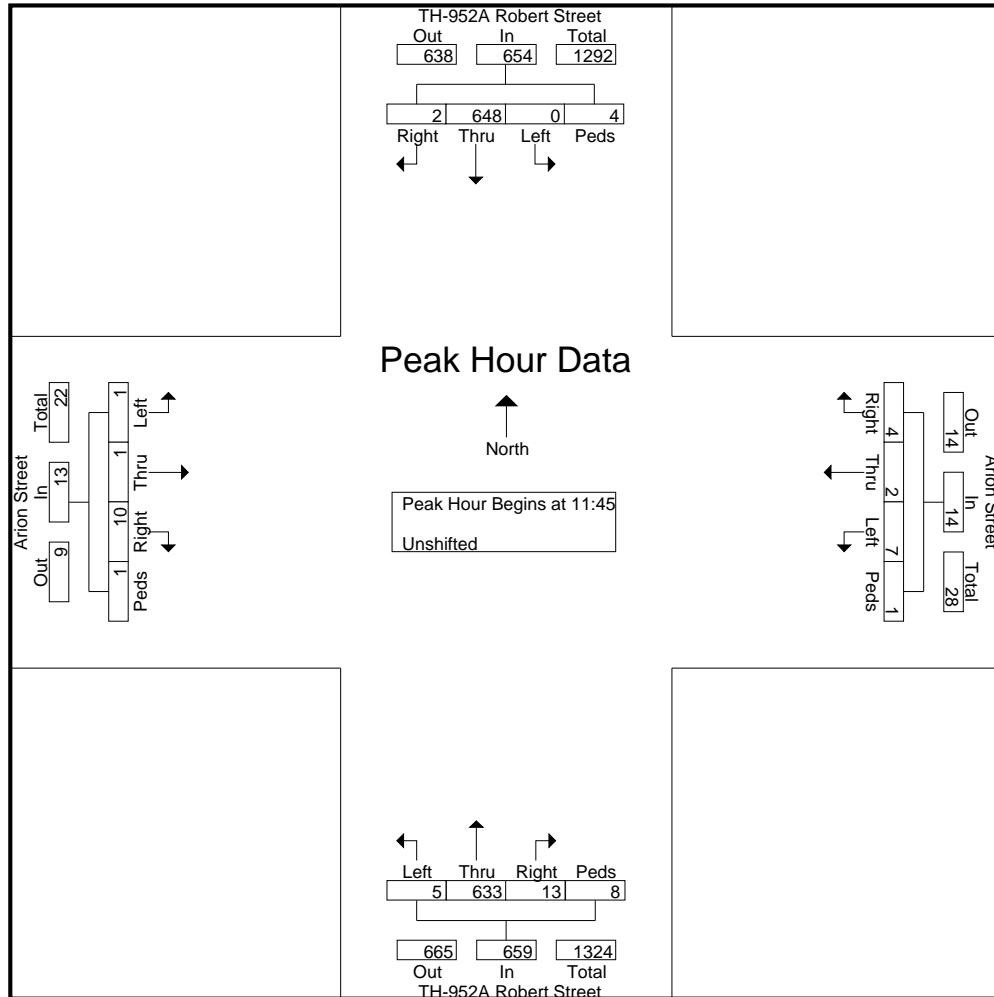 TH-952A Robert Street
Out In Total
638 654 1292
2 648 0 4
Right Thru Left Peds
Peak Hour Data
North
Peak Hour Begins at 11:45
Unshifted
Arion Street
Total In Out
22 13 9
1 1 10 1
Left Thru Right Peds
Arion Street
Out In Total
14 14 28
4 2 7 1
Right Thru Left Peds
Left Thru Right Peds
5 633 13 8
665 659 1324
Out In Total
TH-952A Robert Street